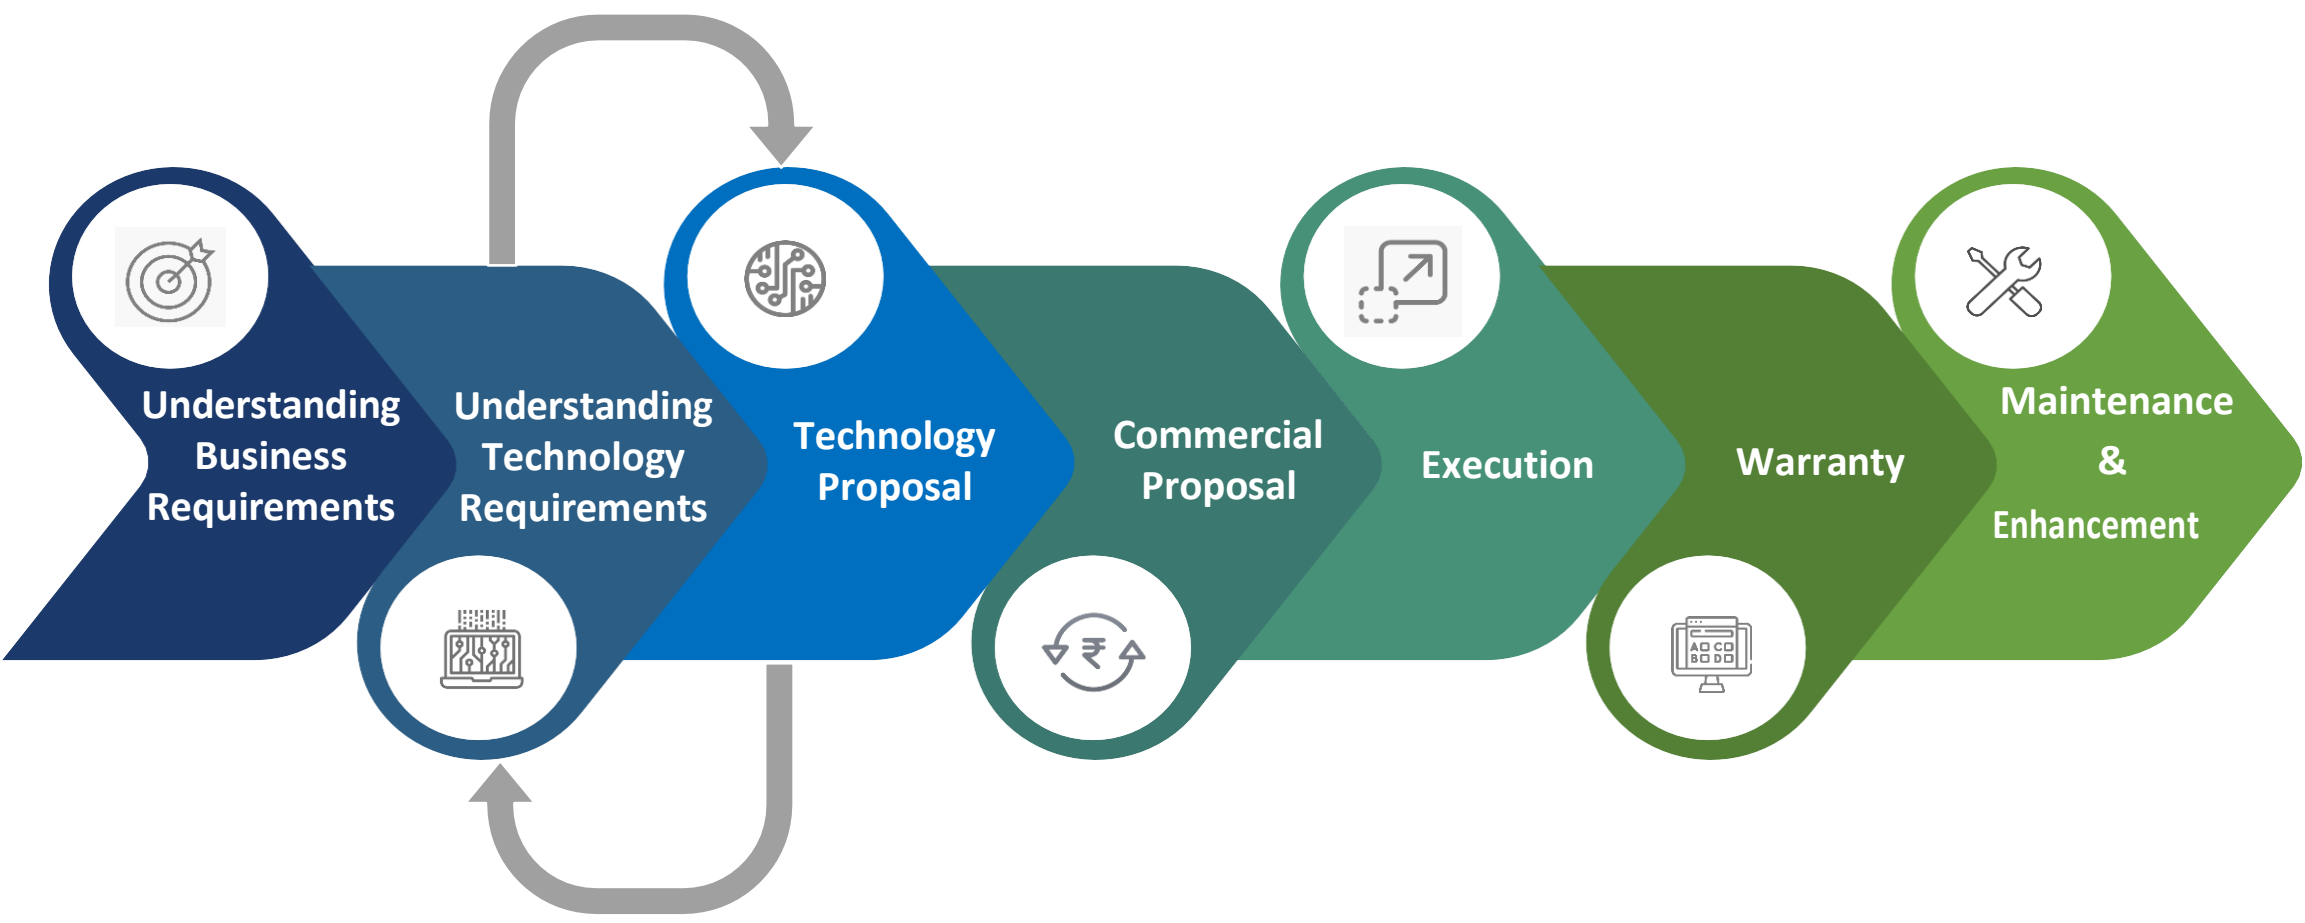 Understanding
Business
Requirements
Understanding
Technology
Requirements
Technology
Proposal
Commercial
Proposal
₹
Execution
Warranty
A C
B D
Maintenance
&
Enhancement